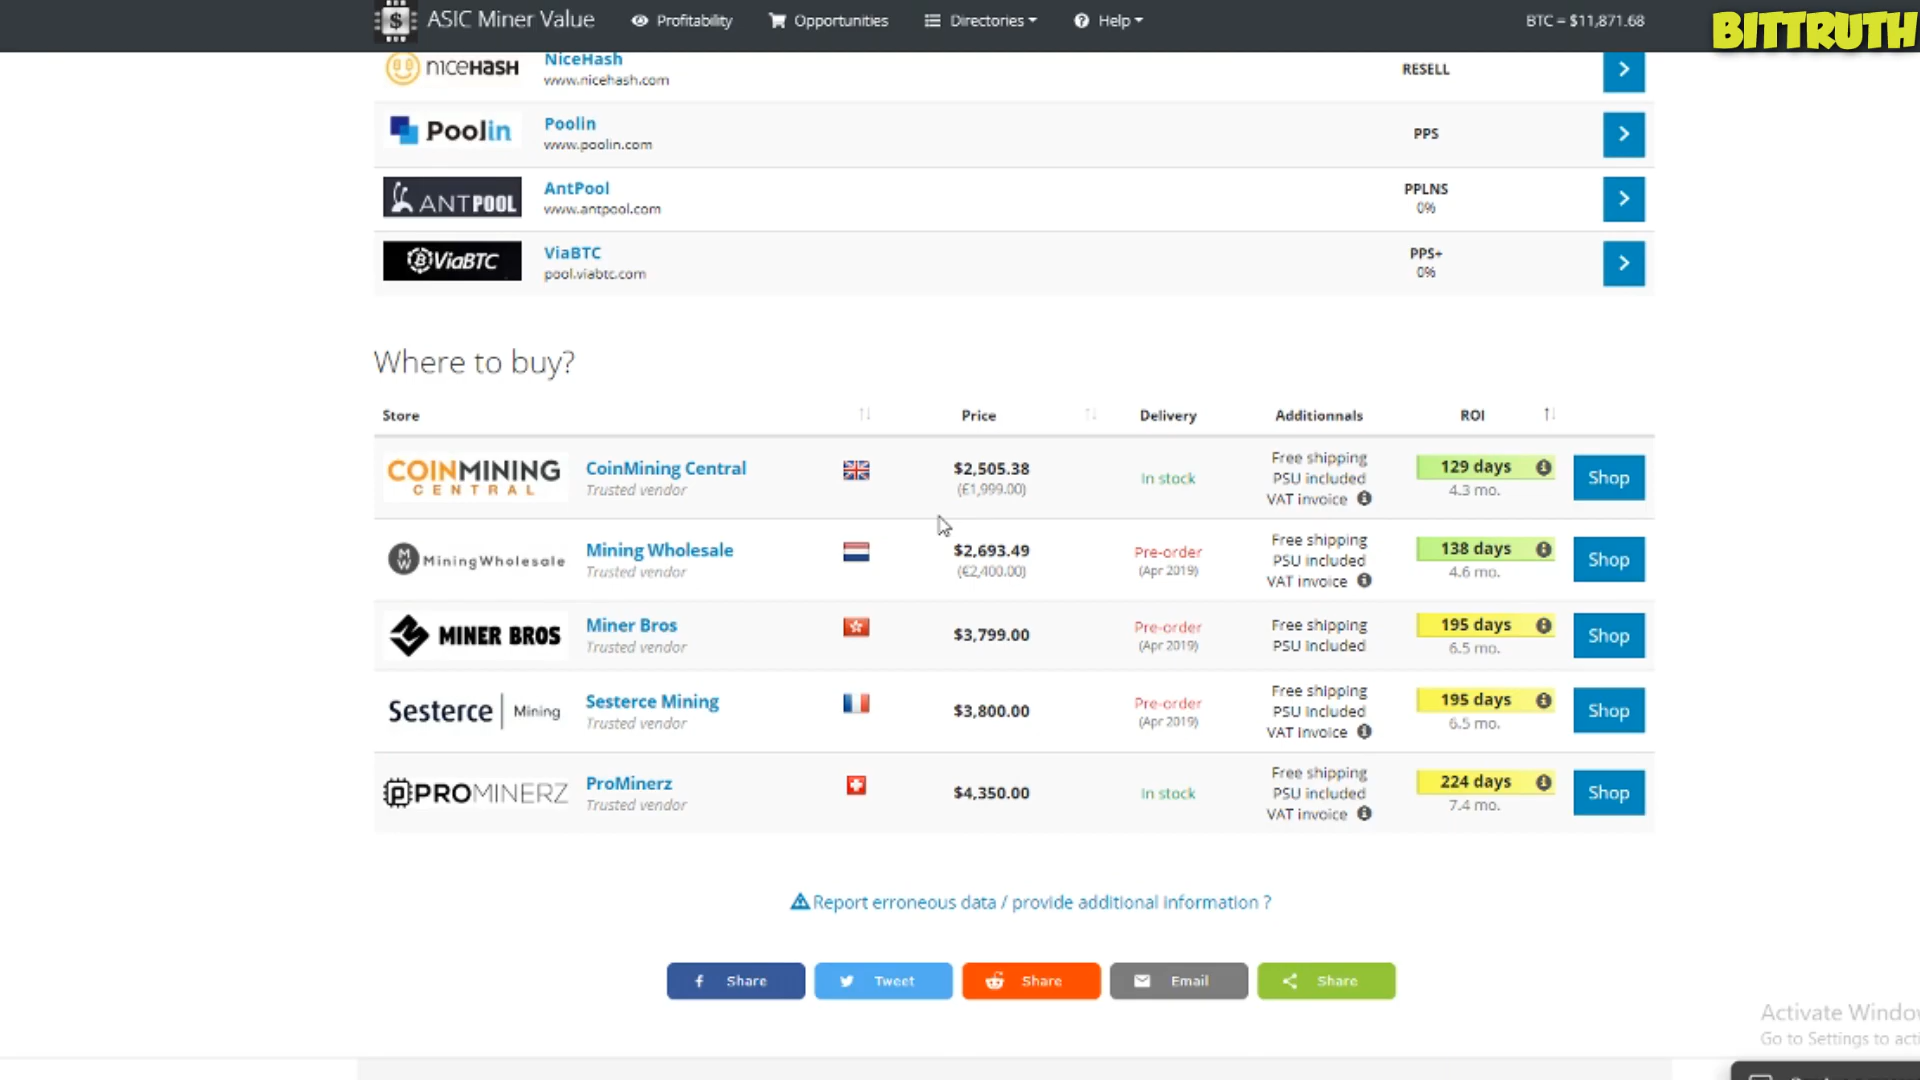 ASIC Miner Value Profitability Opportunities Directories Help BTC = $11,871.68
BITTRUTH
NICEHASH NiceHash RESELL
www.nicehash.com
Poolin Poolin PPS
www.poolin.com
ANTPOOL AntPool PPLNS
www.antpool.com 0%
ViaBTC ViaBTC PPS+
pool.viabtc.com 0%
Where to buy?
Store Price Delivery Additionnals ROI
COINMINING CENTRAL CoinMining Central $2,505.38 In stock Free shipping 129 days Shop
Trusted vendor (£1,999.00) PSU included 4.3 mo.
VAT invoice
MW MiningWholesale Mining Wholesale $2,693.49 Pre-order Free shipping 138 days Shop
Trusted vendor (€2,400.00) (Apr 2019) PSU included 4.6 mo.
VAT invoice
MINER BROS Miner Bros $3,799.00 Pre-order Free shipping 195 days Shop
Trusted vendor (Apr 2019) PSU included 6.5 mo.
Sesterce Mining Sesterce Mining $3,800.00 Pre-order Free shipping 195 days Shop
Trusted vendor (Apr 2019) PSU included 6.5 mo.
VAT invoice
PROMINERZ ProMinerz $4,350.00 In stock Free shipping 224 days Shop
Trusted vendor PSU included 7.4 mo.
VAT invoice
Report erroneous data / provide additional information ?
Share Tweet Share Email Share
Activate Windo
Go to Settings to acti